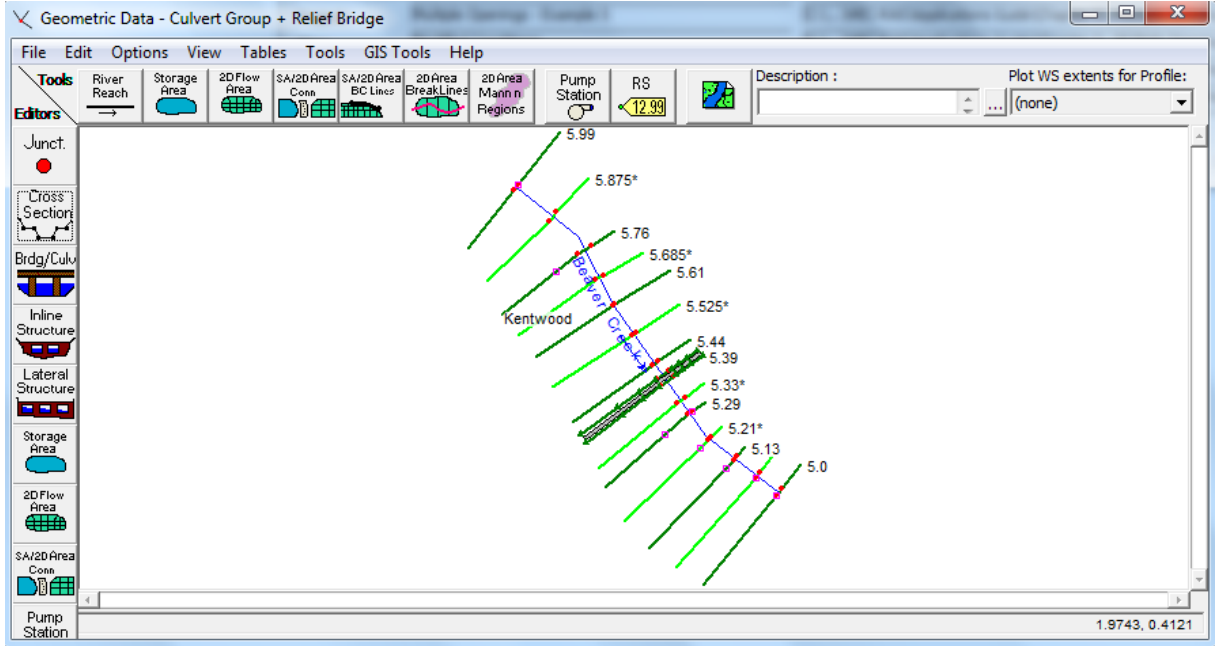 Geometric Data - Culvert Group + Relief Bridge
File Edit Options View Tables Tools GIS Tools Help
Tools
Editors
River
Reach
Storage
Area
2D Flow
Area
SA/2D Area
Conn
SA/2D Area
BC Lines
2D Area
BreakLines
2D Area
Mann n
Regions
Pump
Station
RS
12.99
Description :
...
Plot WS extents for Profile:
(none)
Junct.
Cross
Section
Brdg/Culv
Inline
Structure
Lateral
Structure
Storage
Area
2D Flow
Area
SA/2D Area
Conn
Pump
Station
5.99
5.875*
5.76
5.685*
5.61
5.525*
5.44
5.39
5.33*
5.29
5.21*
5.13
5.0
Kentwood
Beaver Creek
1.9743, 0.4121